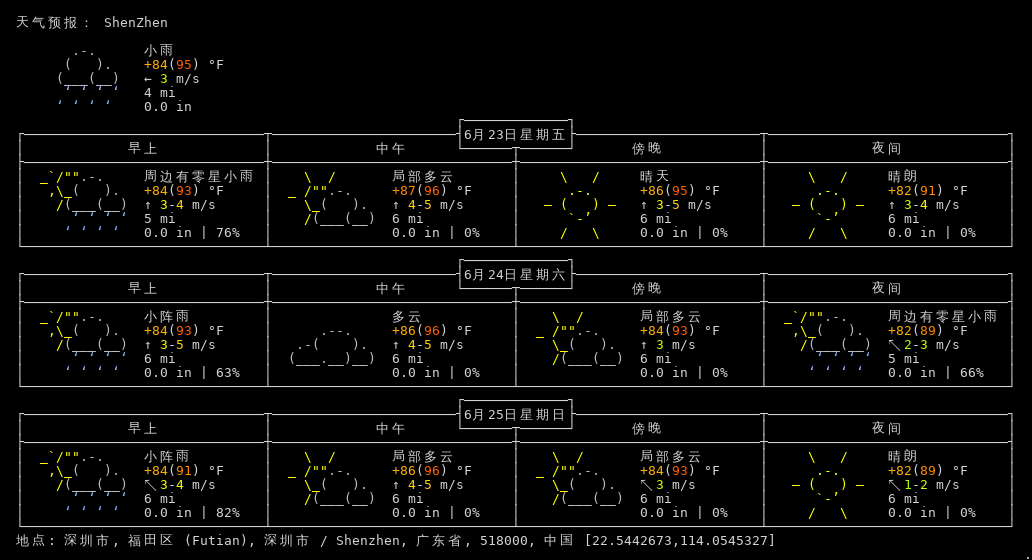 天气预报： ShenZhen
小雨
+84(95) °F
← 3 m/s
4 mi
0.0 in
6月23日星期五
早上 中午 傍晚 夜间
周边有零星小雨 局部多云 晴天 晴朗
+84(93) °F +87(96) °F +86(95) °F +82(91) °F
↑ 3-4 m/s ↑ 4-5 m/s ↑ 3-5 m/s ↑ 3-4 m/s
5 mi 6 mi 6 mi 6 mi
0.0 in | 76% 0.0 in | 0% 0.0 in | 0% 0.0 in | 0%
6月24日星期六
早上 中午 傍晚 夜间
小阵雨 多云 局部多云 周边有零星小雨
+84(93) °F +86(96) °F +84(93) °F +82(89) °F
↑ 3-5 m/s ↑ 4-5 m/s ↑ 3 m/s ↖ 2-3 m/s
6 mi 6 mi 6 mi 5 mi
0.0 in | 63% 0.0 in | 0% 0.0 in | 0% 0.0 in | 66%
6月25日星期日
早上 中午 傍晚 夜间
小阵雨 局部多云 局部多云 晴朗
+84(91) °F +86(96) °F +84(93) °F +82(89) °F
↖ 3-4 m/s ↑ 4-5 m/s ↖ 3 m/s ↖ 1-2 m/s
6 mi 6 mi 6 mi 6 mi
0.0 in | 82% 0.0 in | 0% 0.0 in | 0% 0.0 in | 0%
地点: 深圳市, 福田区 (Futian), 深圳市 / Shenzhen, 广东省, 518000, 中国 [22.5442673,114.0545327]